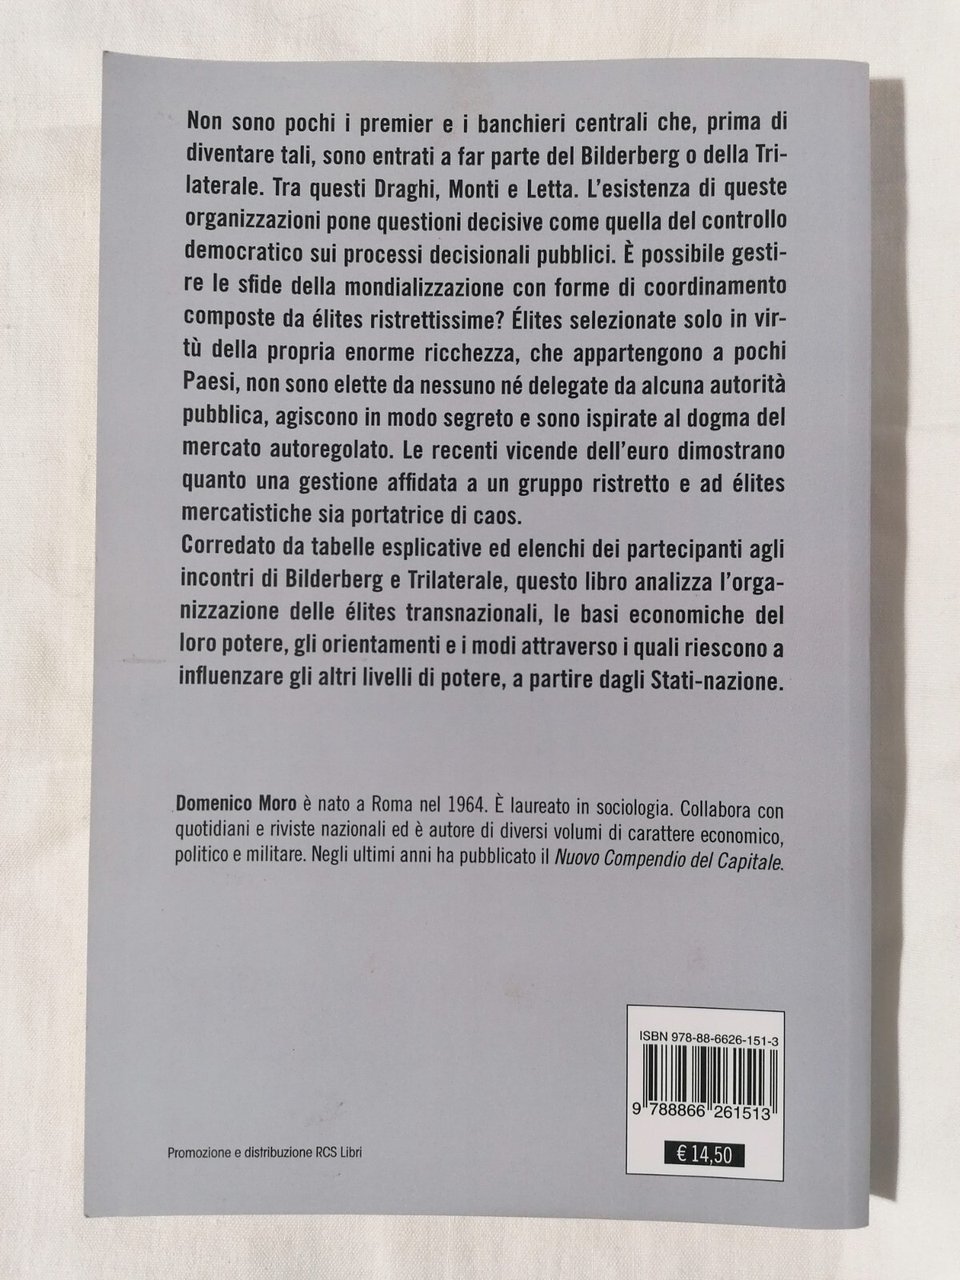 Non sono pochi i premier e i banchieri centrali che, prima di
diventare tali, sono entrati a far parte del Bilderberg o della Tri-
laterale. Tra questi Draghi, Monti e Letta. L'esistenza di queste
organizzazioni pone questioni decisive come quella del controllo
democratico sui processi decisionali pubblici. È possibile gesti-
re le sfide della mondializzazione con forme di coordinamento
composte da élites ristrettissime? Élites selezionate solo in vir-
tù della propria enorme ricchezza, che appartengono a pochi
Paesi, non sono elette da nessuno né delegate da alcuna autorità
pubblica, agiscono in modo segreto e sono ispirate al dogma del
mercato autoregolato. Le recenti vicende dell'euro dimostrano
quanto una gestione affidata a un gruppo ristretto e ad élites
mercatistiche sia portatrice di caos.
Corredato da tabelle esplicative ed elenchi dei partecipanti agli
incontri di Bilderberg e Trilaterale, questo libro analizza l'orga-
nizzazione delle élites transnazionali, le basi economiche del
loro potere, gli orientamenti e i modi attraverso i quali riescono a
influenzare gli altri livelli di potere, a partire dagli Stati-nazione.
Domenico Moro è nato a Roma nel 1964. È laureato in sociologia. Collabora con
quotidiani e riviste nazionali ed è autore di diversi volumi di carattere economico,
politico e militare. Negli ultimi anni ha pubblicato il Nuovo Compendio del Capitale.
ISBN 978-88-6626-151-3
9 788866 261513
€ 14,50
Promozione e distribuzione RCS Libri